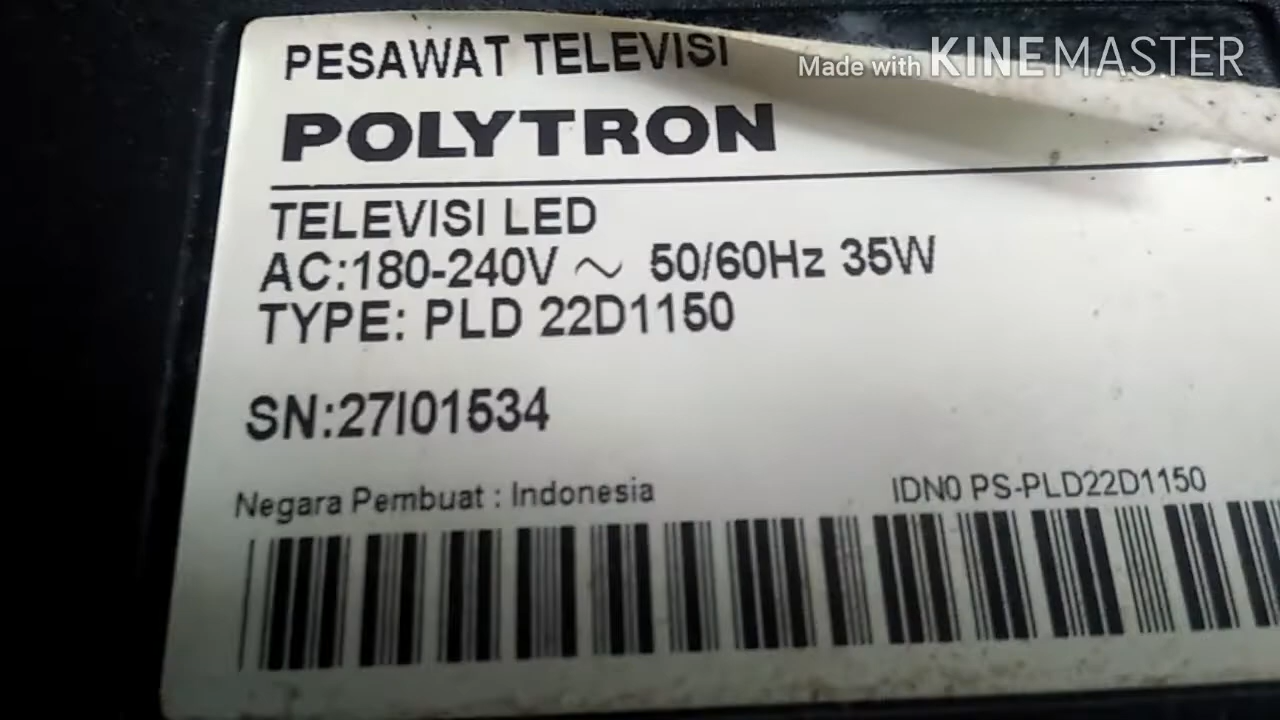 PESAWAT TELEVISI
Made with KINEMASTER
POLYTRON
TELEVISI LED
AC:180-240V ~ 50/60Hz 35W
TYPE: PLD 22D1150
SN:27I01534
Negara Pembuat : Indonesia
IDN0 PS-PLD22D1150